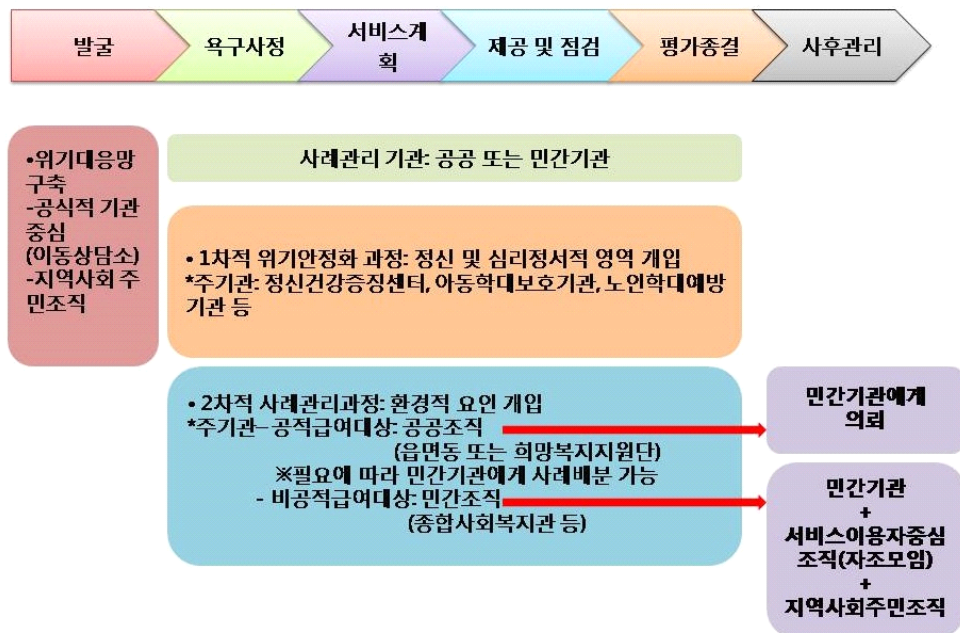 발굴
욕구사정
서비스계
획
제공 및 점검
평가종결
사후관리
•위기대응망
구축
-공식적 기관
중심
(이동상담소)
-지역사회 주
민조직
사례관리 기관: 공공 또는 민간기관
• 1차적 위기안정화 과정: 정신 및 심리정서적 영역 개입
*주기관: 정신건강증징센터, 아동학대보호기관, 노인학대예방
기관 등
• 2차적 사례관리과정: 환경적 요인 개입
*주기관– 공적급여대상: 공공조직
(읍면동 또는 희망복지지원단)
※필요에 따라 민간기관에게 사례배분 가능
- 비공적급여대상: 민간조직
(종합사회복지관 등)
민간기관에게
의뢰
민간기관
+
서비스이용자중심
조직(자조모임)
+
지역사회주민조직